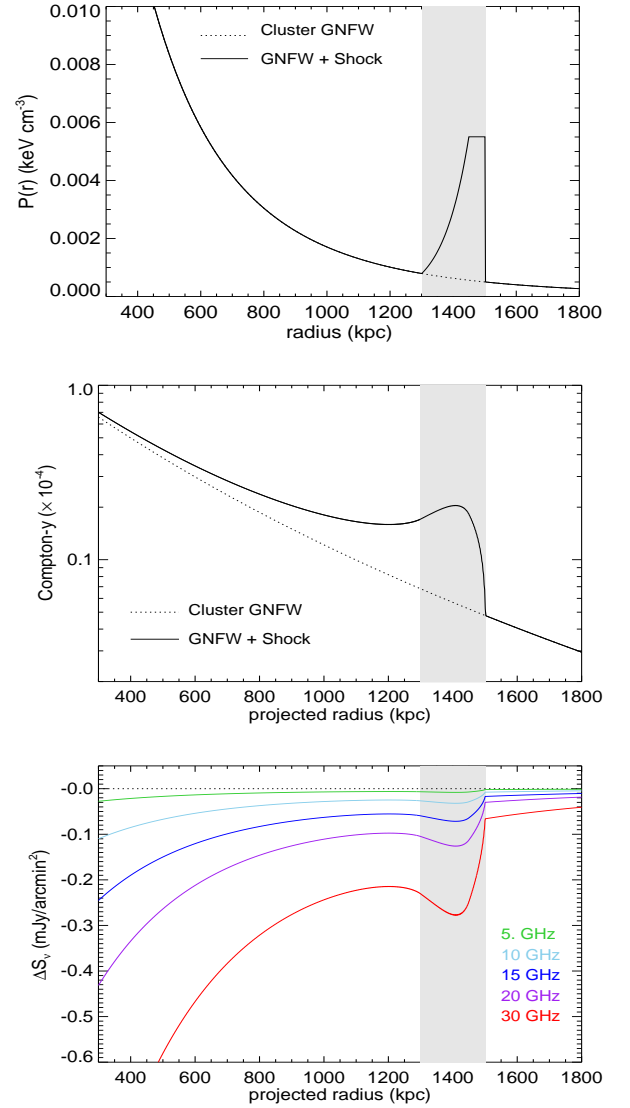 0.010
0.008
0.006
0.004
0.002
0.000
P(r) (keV cm-3)
Cluster GNFW
GNFW + Shock
400 600 800 1000 1200 1400 1600 1800
radius (kpc)
1.0
0.1
Compton-y (× 10-4)
Cluster GNFW
GNFW + Shock
400 600 800 1000 1200 1400 1600 1800
projected radius (kpc)
-0.0
-0.1
-0.2
-0.3
-0.4
-0.5
-0.6
ΔSν (mJy/arcmin2)
5. GHz
10 GHz
15 GHz
20 GHz
30 GHz
400 600 800 1000 1200 1400 1600 1800
projected radius (kpc)